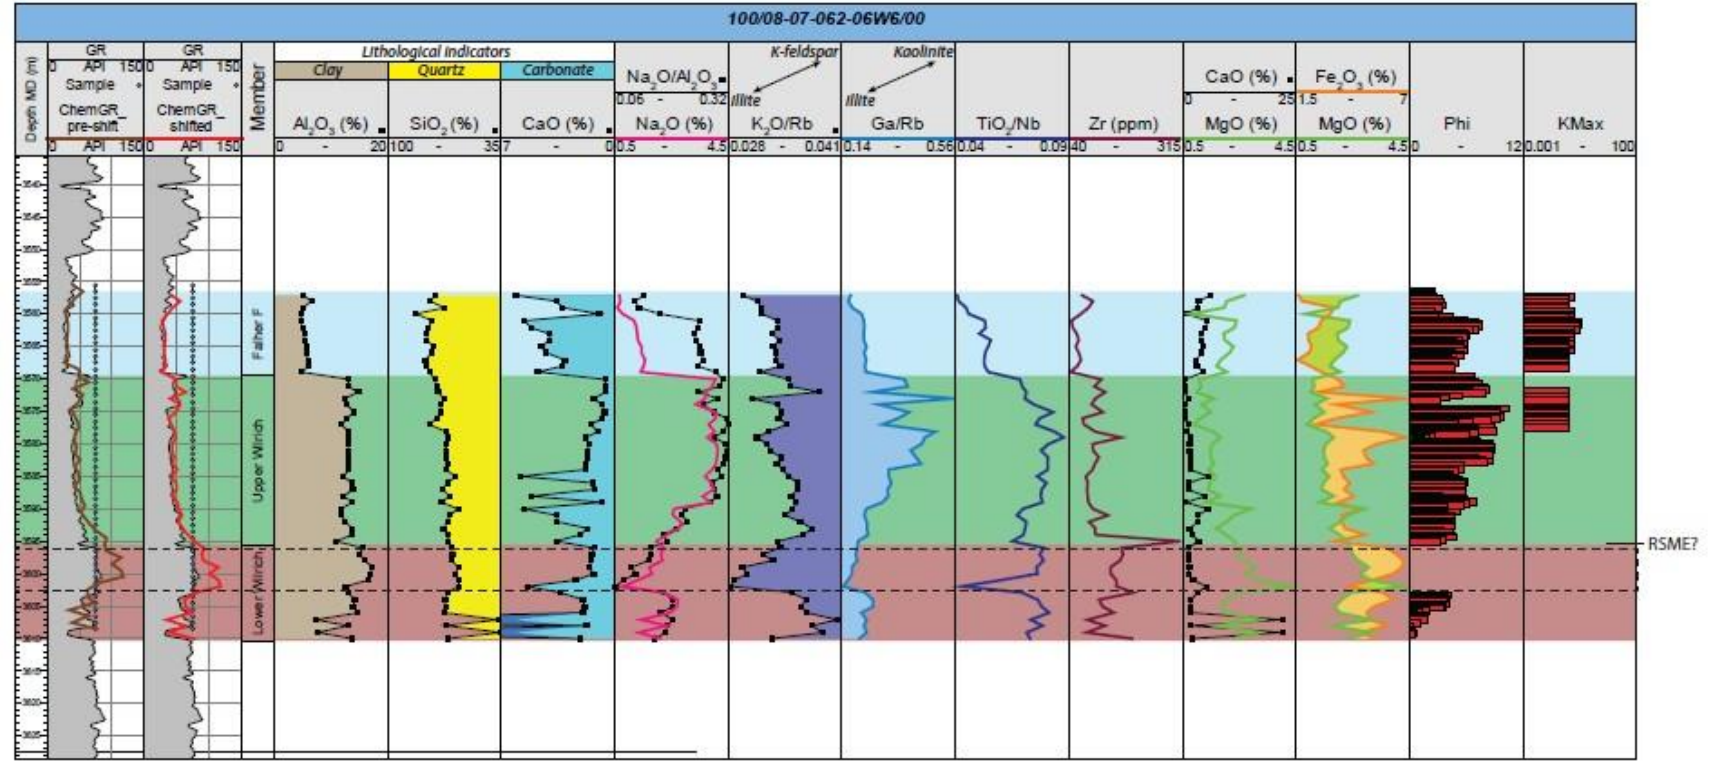 100/08-07-062-06W6/00
Depth MD (m)
GR
0 API 150
Sample
ChemGR_
pre-shift
0 API 150
GR
0 API 150
Sample
ChemGR_
shifted
0 API 150
Member
Lithological Indicators
Clay
Al₂O₃ (%)
0 - 20
Quartz
SiO₂ (%)
100 - 35
Carbonate
CaO (%)
7 - 0
Na₂O/Al₂O₃
0.06 - 0.32
Na₂O (%)
0.5 - 4.5
K-feldspar
Illite
K₂O/Rb
0.028 - 0.041
Kaolinite
Illite
Ga/Rb
0.14 - 0.56
TiO₂/Nb
0.04 - 0.09
Zr (ppm)
40 - 315
CaO (%)
0 - 25
MgO (%)
0.5 - 4.5
Fe₂O₃ (%)
1.5 - 7
MgO (%)
0.5 - 4.5
Phi
0 - 12
KMax
0.001 - 100
Falher F
Upper Wilrich
Lower Wilrich
RSME?